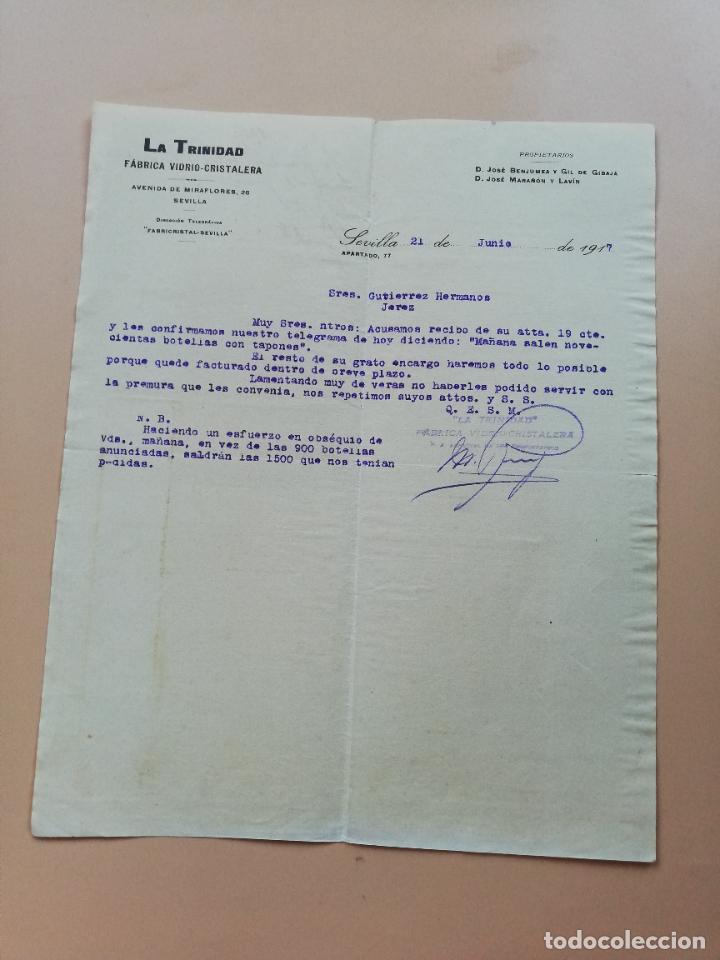 LA TRINIDAD
FÁBRICA VIDRIO-CRISTALERA
AVENIDA DE MIRAFLORES, 26
SEVILLA
DIRECCIÓN TELEGRÁFICA
"FABRICRISTAL-SEVILLA"
PROPIETARIOS
D. JOSÉ BENJUMEA Y GIL DE GIBAJA
D. JOSÉ MARAÑÓN Y LAVÍN
Sevilla 21 de Junio de 1917
APARTADO, 77
Sres. Gutierrez Hermanos
Jerez
Muy Sres. ntros: Acusamos recibo de su atta. 19 cte.
y les confirmamos nuestro telegrama de hoy diciendo: "Mañana salen nove-
cientas botellas con tapones".
El resto de su grato encargo haremos todo lo posible
porque quede facturado dentro de breve plazo.
Lamentando muy de veras no haberles podido servir con
la premura que les convenia, nos repetimos suyos attos. y S. S.
Q. E. S. M.
"LA TRINIDAD"
FÁBRICA VIDRIO-CRISTALERA
N. B.
Haciendo un esfuerzo en obséquio de
Vds., mañana, en vez de las 900 botellas
anunciadas, saldrán las 1500 que nos tenian
pedidas.
todocoleccion
todocoleccion.net